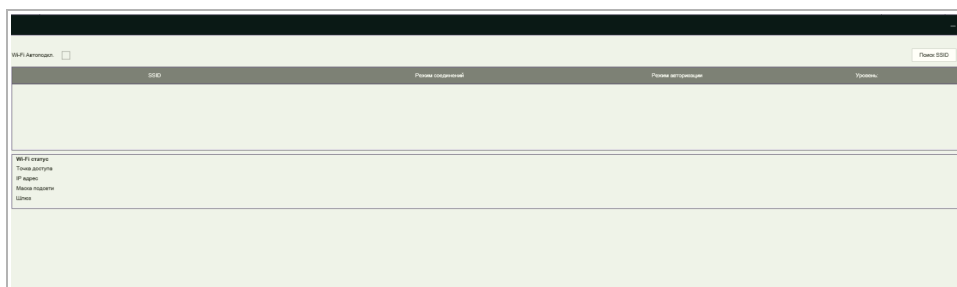 Wi-Fi Автоподкл.
Поиск SSID
SSID Режим соединений Режим авторизации Уровень
Wi-Fi статус
Точка доступа
IP адрес
Маска подсети
Шлюз